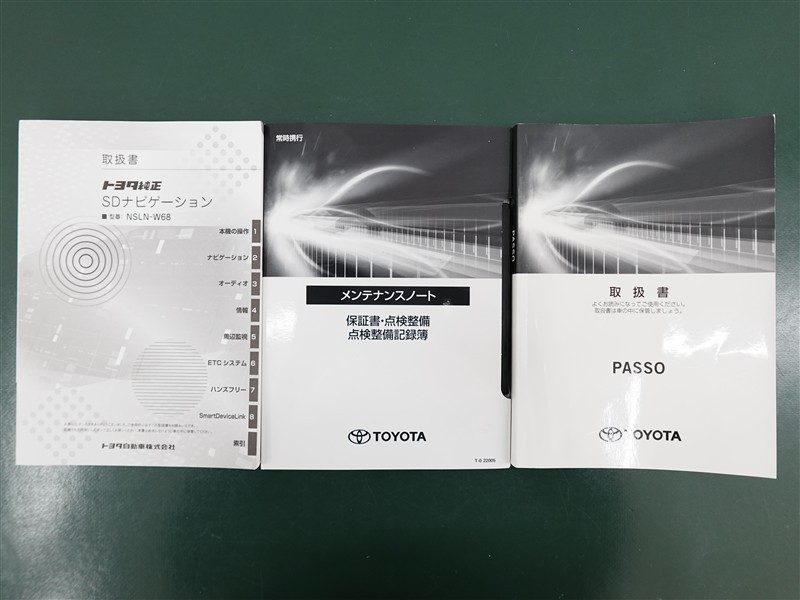 取扱書
トヨタ純正
SDナビゲーション
■ 型番: NSLN-W68
本機の操作 1
ナビゲーション 2
オーディオ 3
情報 4
周辺監視 5
ETCシステム 6
ハンズフリー 7
SmartDeviceLink 8
索引
トヨタ自動車株式会社
常時携行
メンテナンスノート
保証書・点検整備
点検整備記録簿
TOYOTA
T-0 22005
PASSO
取扱書
よくお読みになってご使用ください。
取扱書は車の中に保管しましょう。
PASSO
TOYOTA